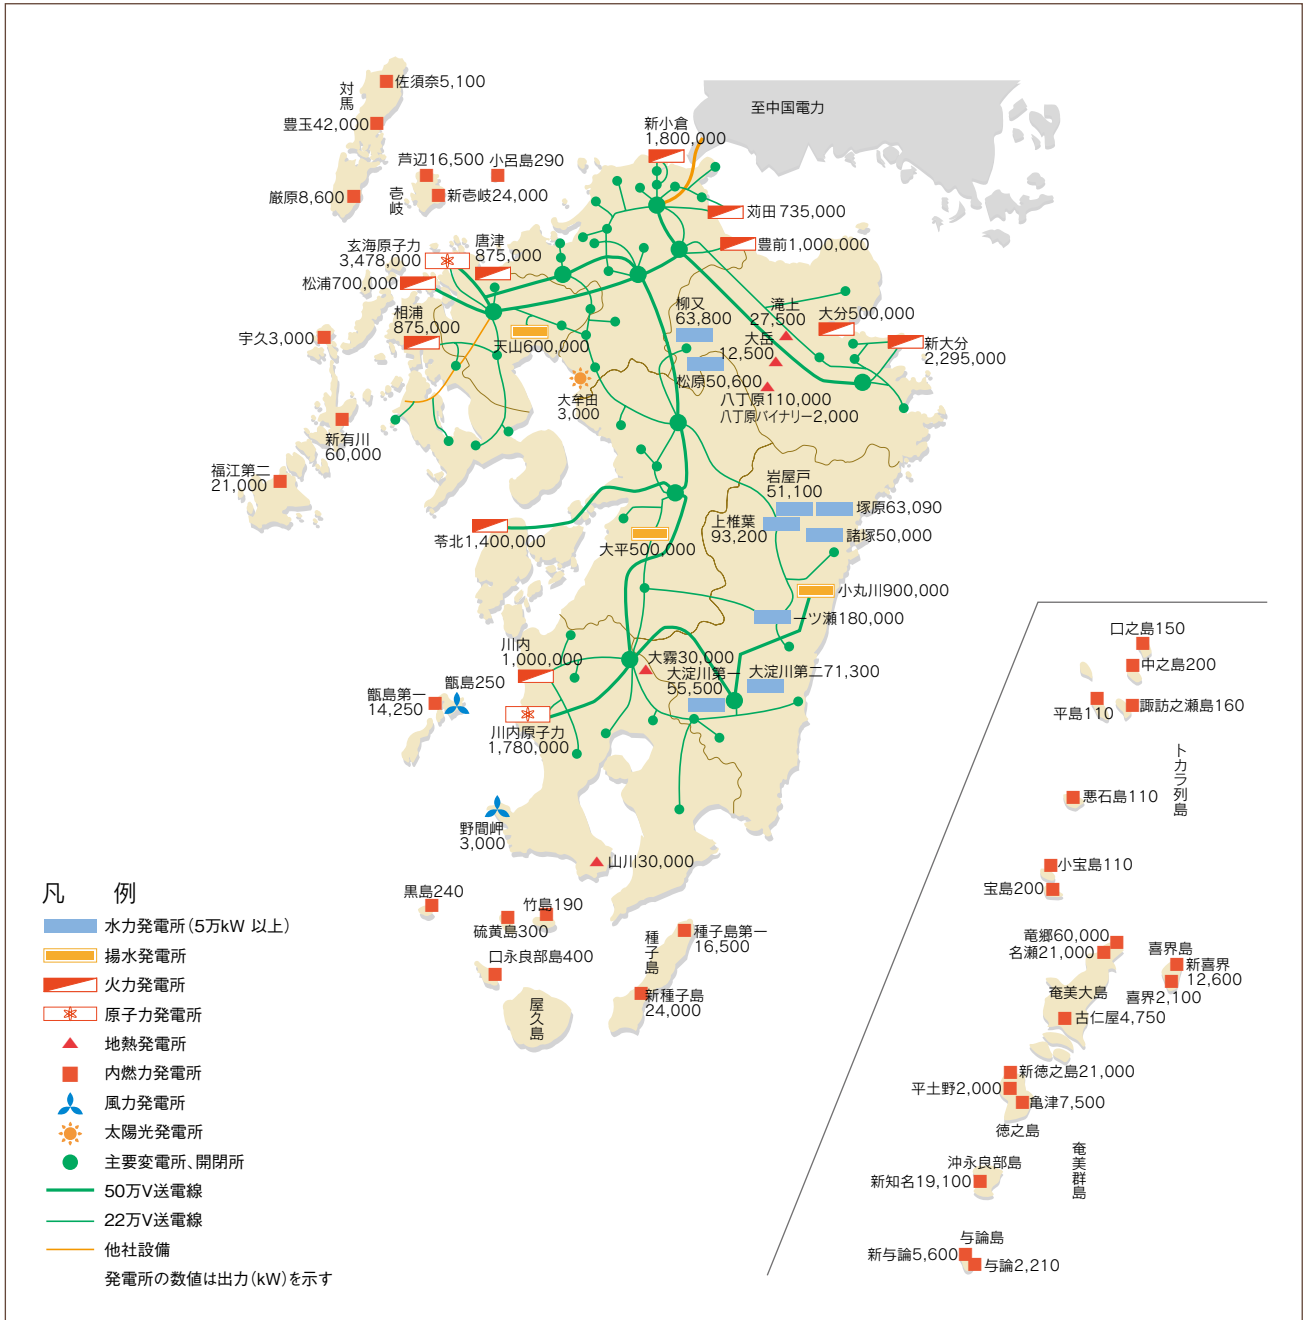 至中国電力
対馬
佐須奈5,100
豊玉42,000
厳原8,600
芦辺16,500
小呂島290
壱岐
新壱岐24,000
新小倉
1,800,000
苅田 735,000
豊前1,000,000
玄海原子力
3,478,000
唐津
875,000
松浦700,000
相浦
875,000
天山600,000
宇久3,000
新有川
60,000
福江第二
21,000
大牟田
3,000
柳又
63,800
松原50,600
滝上
27,500
大岳
12,500
八丁原110,000
八丁原バイナリー2,000
大分500,000
新大分
2,295,000
岩屋戸
51,100
塚原63,090
上椎葉
93,200
諸塚50,000
苓北1,400,000
大平500,000
小丸川900,000
一ツ瀬180,000
川内
1,000,000
大霧30,000
大淀川第一
55,500
大淀川第二71,300
甑島250
甑島第一
14,250
川内原子力
1,780,000
野間岬
3,000
山川30,000
黒島240
硫黄島300
竹島190
口永良部島400
屋久島
種子島
種子島第一
16,500
新種子島
24,000
口之島150
中之島200
平島110
諏訪之瀬島160
トカラ列島
悪石島110
小宝島110
宝島200
竜郷60,000
名瀬21,000
喜界島
新喜界
12,600
喜界2,100
奄美大島
古仁屋4,750
新徳之島21,000
平土野2,000
亀津7,500
徳之島
奄美群島
沖永良部島
新知名19,100
与論島
新与論5,600
与論2,210
凡　例
水力発電所(5万kW 以上)
揚水発電所
火力発電所
原子力発電所
地熱発電所
内燃力発電所
風力発電所
太陽光発電所
主要変電所、開閉所
50万V送電線
22万V送電線
他社設備
発電所の数値は出力(kW)を示す